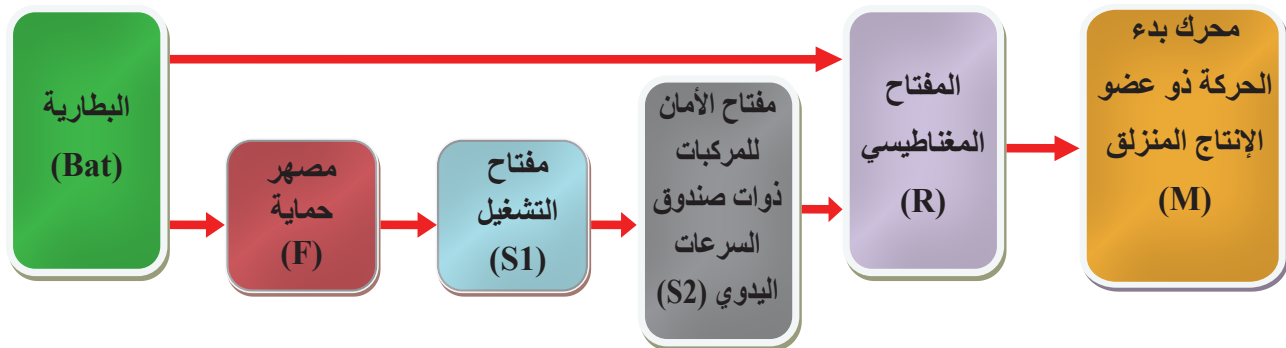 البطارية
(Bat)
مصهر
حماية
(F)
مفتاح
التشغيل
(S1)
مفتاح الأمان
للمركبات
ذوات صندوق
السرعات
اليدوي (S2)
المفتاح
المغناطيسي
(R)
محرك بدء
الحركة ذو عضو
الإنتاج المنزلق
(M)